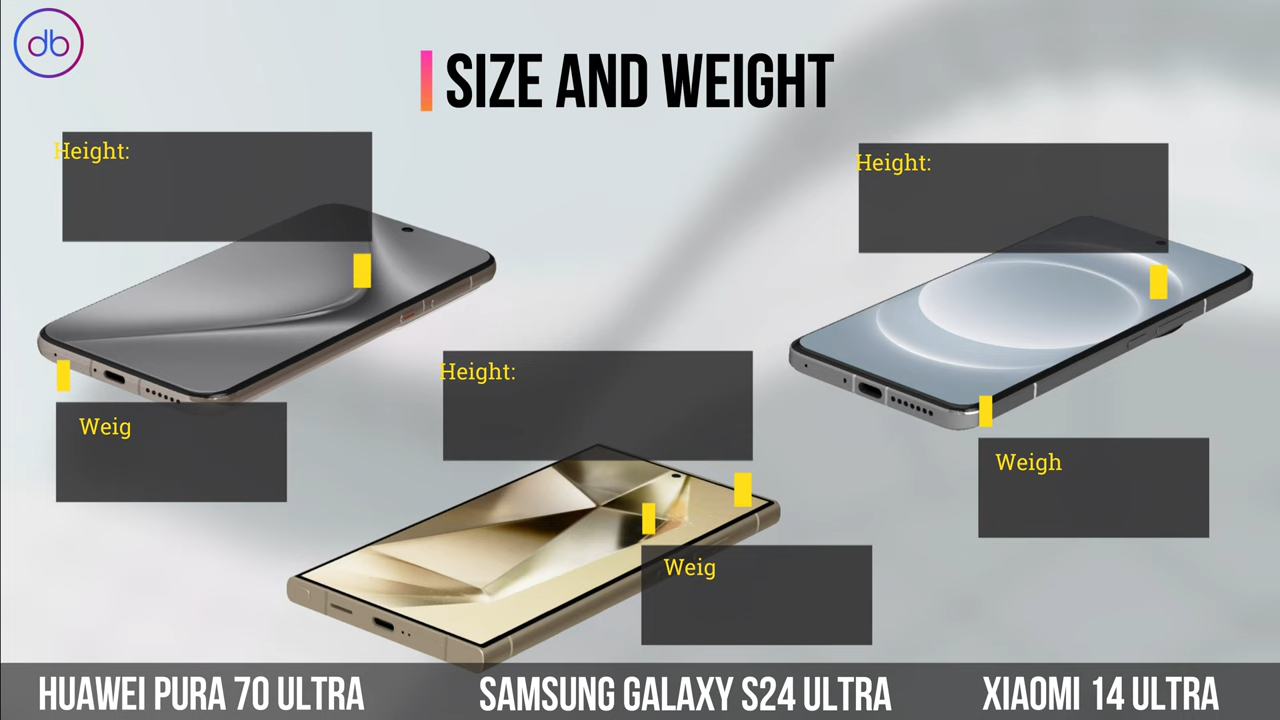 db
SIZE AND WEIGHT
Height:
Height:
Height:
Weig
Weigh
Weig
HUAWEI PURA 70 ULTRA
SAMSUNG GALAXY S24 ULTRA
XIAOMI 14 ULTRA